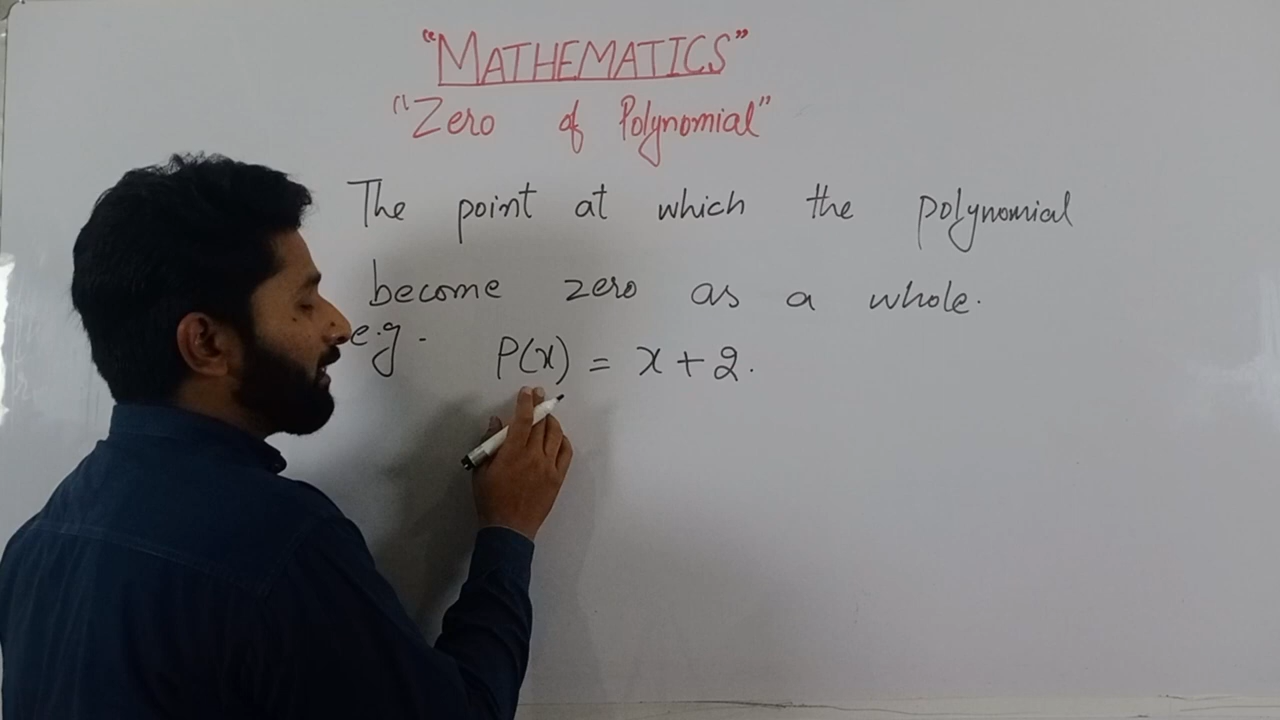 "MATHEMATICS"
"Zero of Polynomial"
The point at which the polynomial
become zero as a whole.
e.g. P(x) = x + 2.